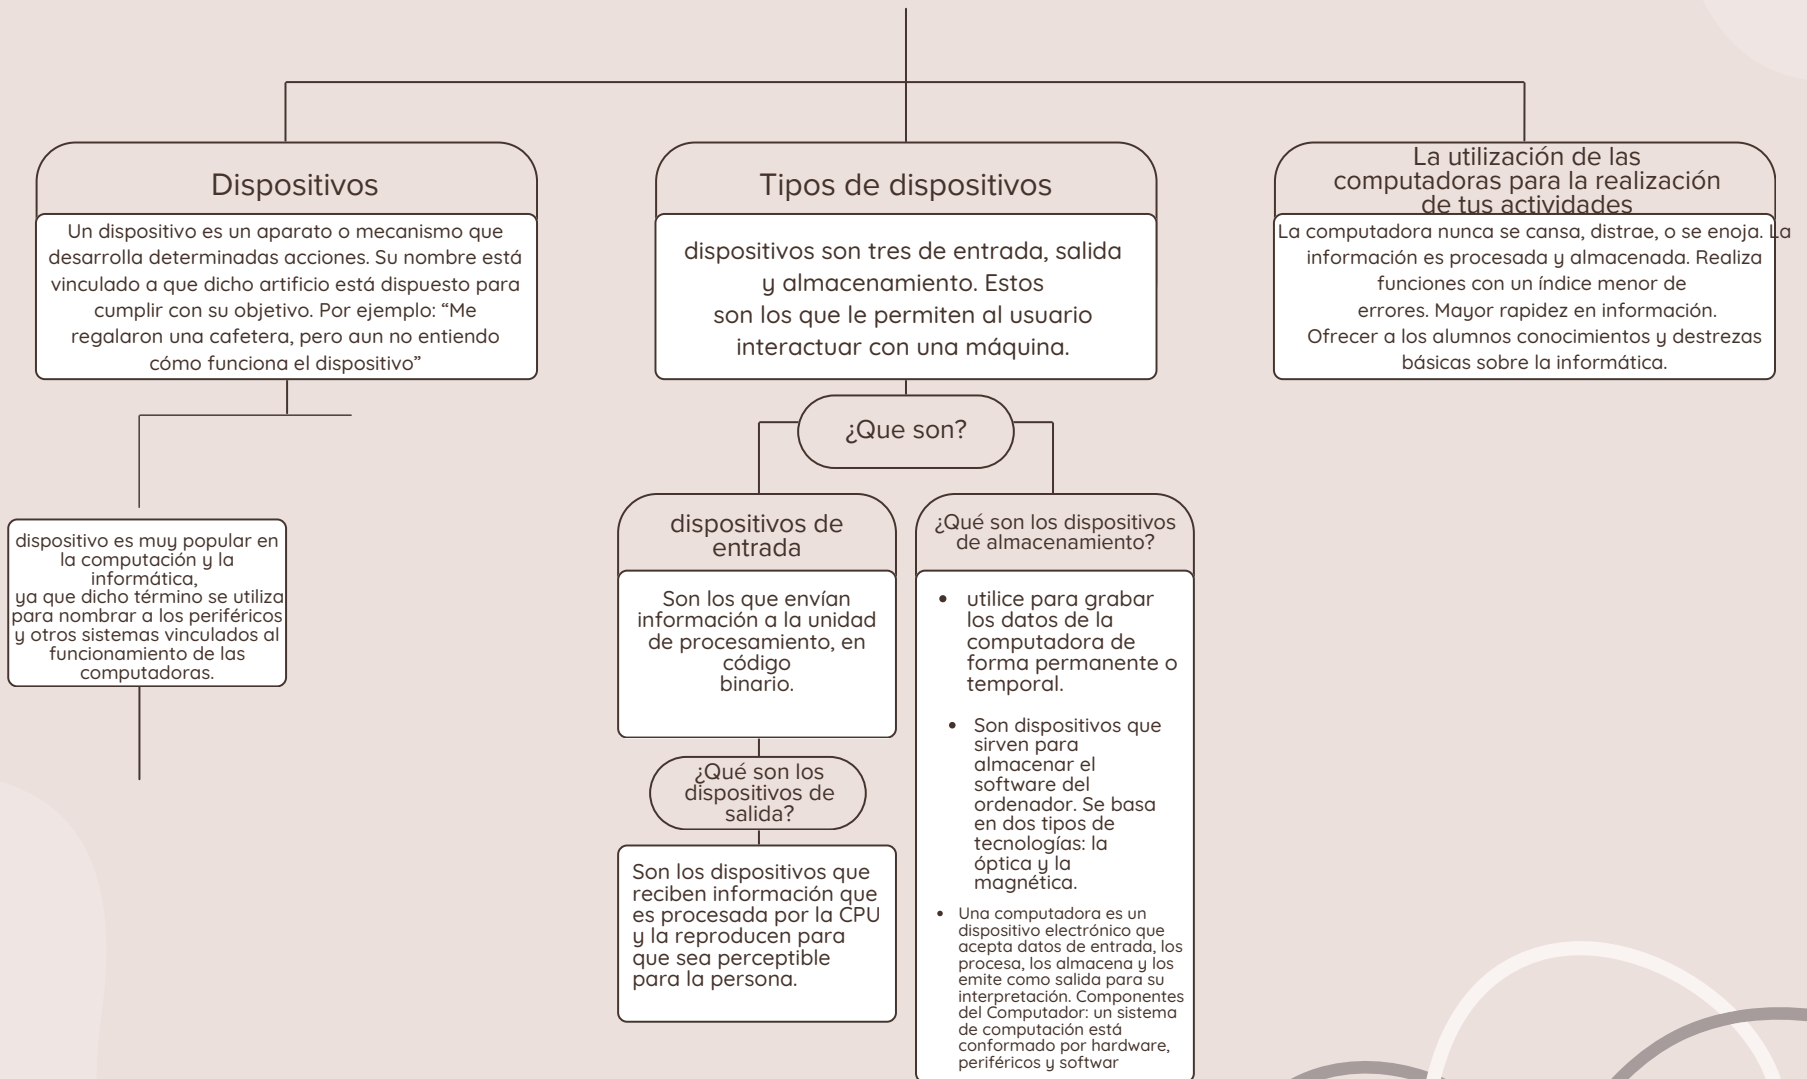 Dispositivos
Un dispositivo es un aparato o mecanismo que
desarrolla determinadas acciones. Su nombre está
vinculado a que dicho artificio está dispuesto para
cumplir con su objetivo. Por ejemplo: “Me
regalaron una cafetera, pero aun no entiendo
cómo funciona el dispositivo”
dispositivo es muy popular en
la computación y la
informática,
ya que dicho término se utiliza
para nombrar a los periféricos
y otros sistemas vinculados al
funcionamiento de las
computadoras.
Tipos de dispositivos
dispositivos son tres de entrada, salida
y almacenamiento. Estos
son los que le permiten al usuario
interactuar con una máquina.
¿Que son?
dispositivos de
entrada
Son los que envían
información a la unidad
de procesamiento, en
código
binario.
¿Qué son los
dispositivos de
salida?
Son los dispositivos que
reciben información que
es procesada por la CPU
y la reproducen para
que sea perceptible
para la persona.
¿Qué son los dispositivos
de almacenamiento?
• utilice para grabar
los datos de la
computadora de
forma permanente o
temporal.
• Son dispositivos que
sirven para
almacenar el
software del
ordenador. Se basa
en dos tipos de
tecnologías: la
óptica y la
magnética.
• Una computadora es un
dispositivo electrónico que
acepta datos de entrada, los
procesa, los almacena y los
emite como salida para su
interpretación. Componentes
del Computador: un sistema
de computación está
conformado por hardware,
periféricos y softwar
La utilización de las
computadoras para la realización
de tus actividades
La computadora nunca se cansa, distrae, o se enoja. La
información es procesada y almacenada. Realiza
funciones con un índice menor de
errores. Mayor rapidez en información.
Ofrecer a los alumnos conocimientos y destrezas
básicas sobre la informática.